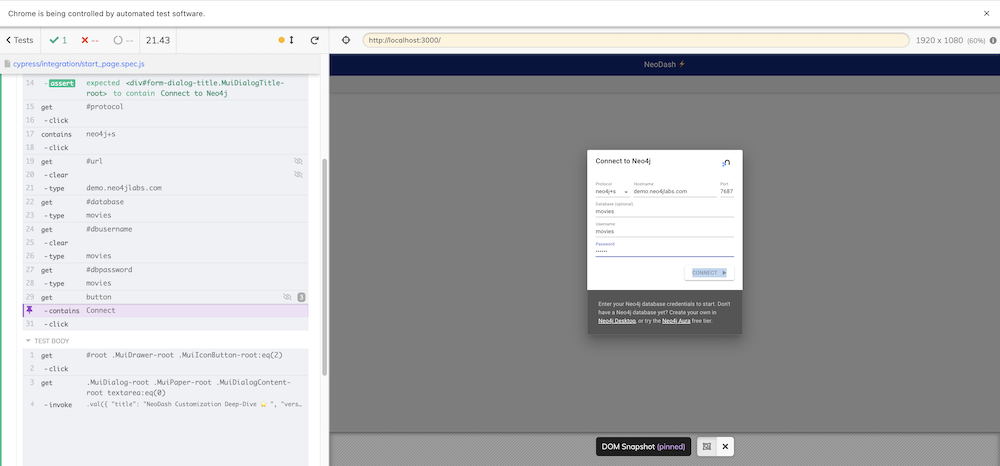 Chrome is being controlled by automated test software.
Tests 1 -- -- 21.43
http://localhost:3000/
1920 x 1080 (60%)
cypress/integration/start_page.spec.js
14 - assert expected <div#form-dialog-title.MuiDialogTitle-
root> to contain Connect to Neo4j
15 get #protocol
16 - click
17 contains neo4j+s
18 - click
19 get #url
20 - clear
21 - type demo.neo4jlabs.com
22 get #database
23 - type movies
24 get #dbusername
25 - clear
26 - type movies
27 get #dbpassword
28 - type movies
29 get button 3
- contains Connect
31 - click
TEST BODY
1 get #root .MuiDrawer-root .MuiIconButton-root:eq(2)
2 - click
3 get .MuiDialog-root .MuiPaper-root .MuiDialogContent-
root textarea:eq(0)
4 - invoke .val({ "title": "NeoDash Customization Deep-Dive 💫 ", "vers…
NeoDash ⚡
Connect to Neo4j
Protocol Hostname Port
neo4j+s demo.neo4jlabs.com 7687
Database (optional)
movies
Username
movies
Password
••••••
CONNECT
Enter your Neo4j database credentials to start. Don't
have a Neo4j database yet? Create your own in
Neo4j Desktop, or try the Neo4j Aura free tier.
DOM Snapshot (pinned)